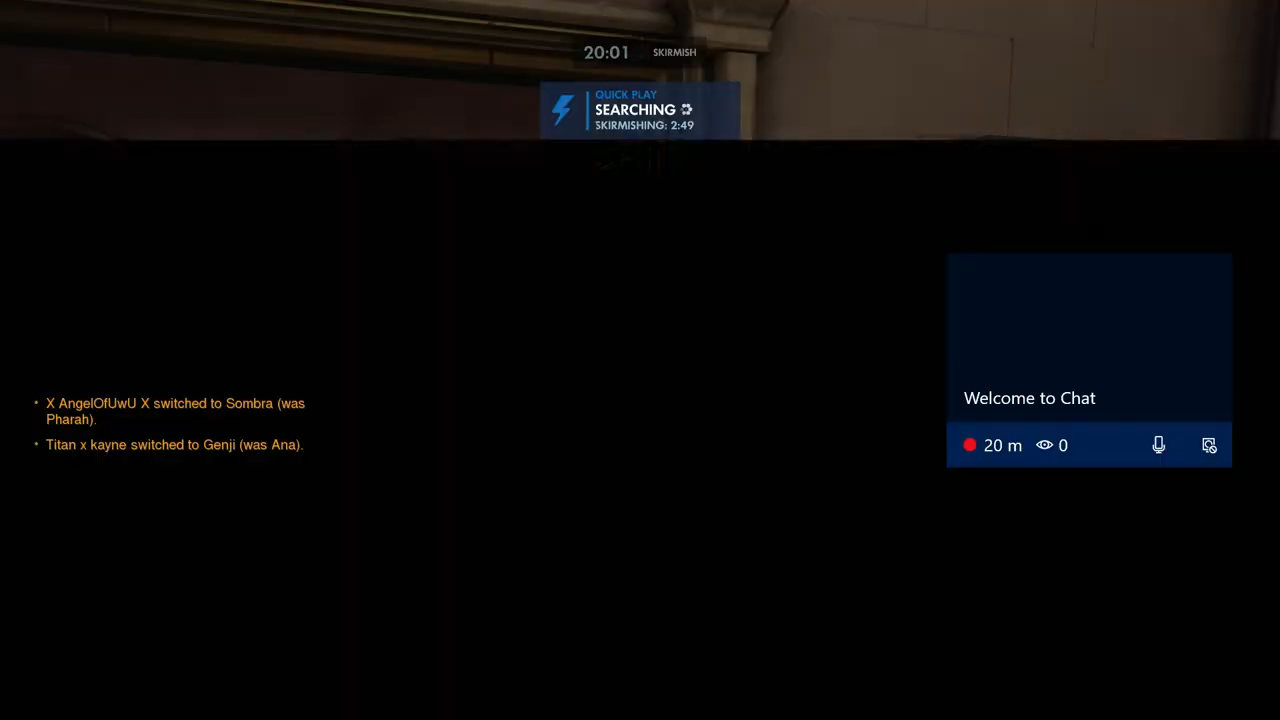 20:01 SKIRMISH
QUICK PLAY
SEARCHING
SKIRMISHING: 2:49
Welcome to Chat
• X AngelOfUwU X switched to Sombra (was
Pharah).
• Titan x kayne switched to Genji (was Ana).
20 m 0